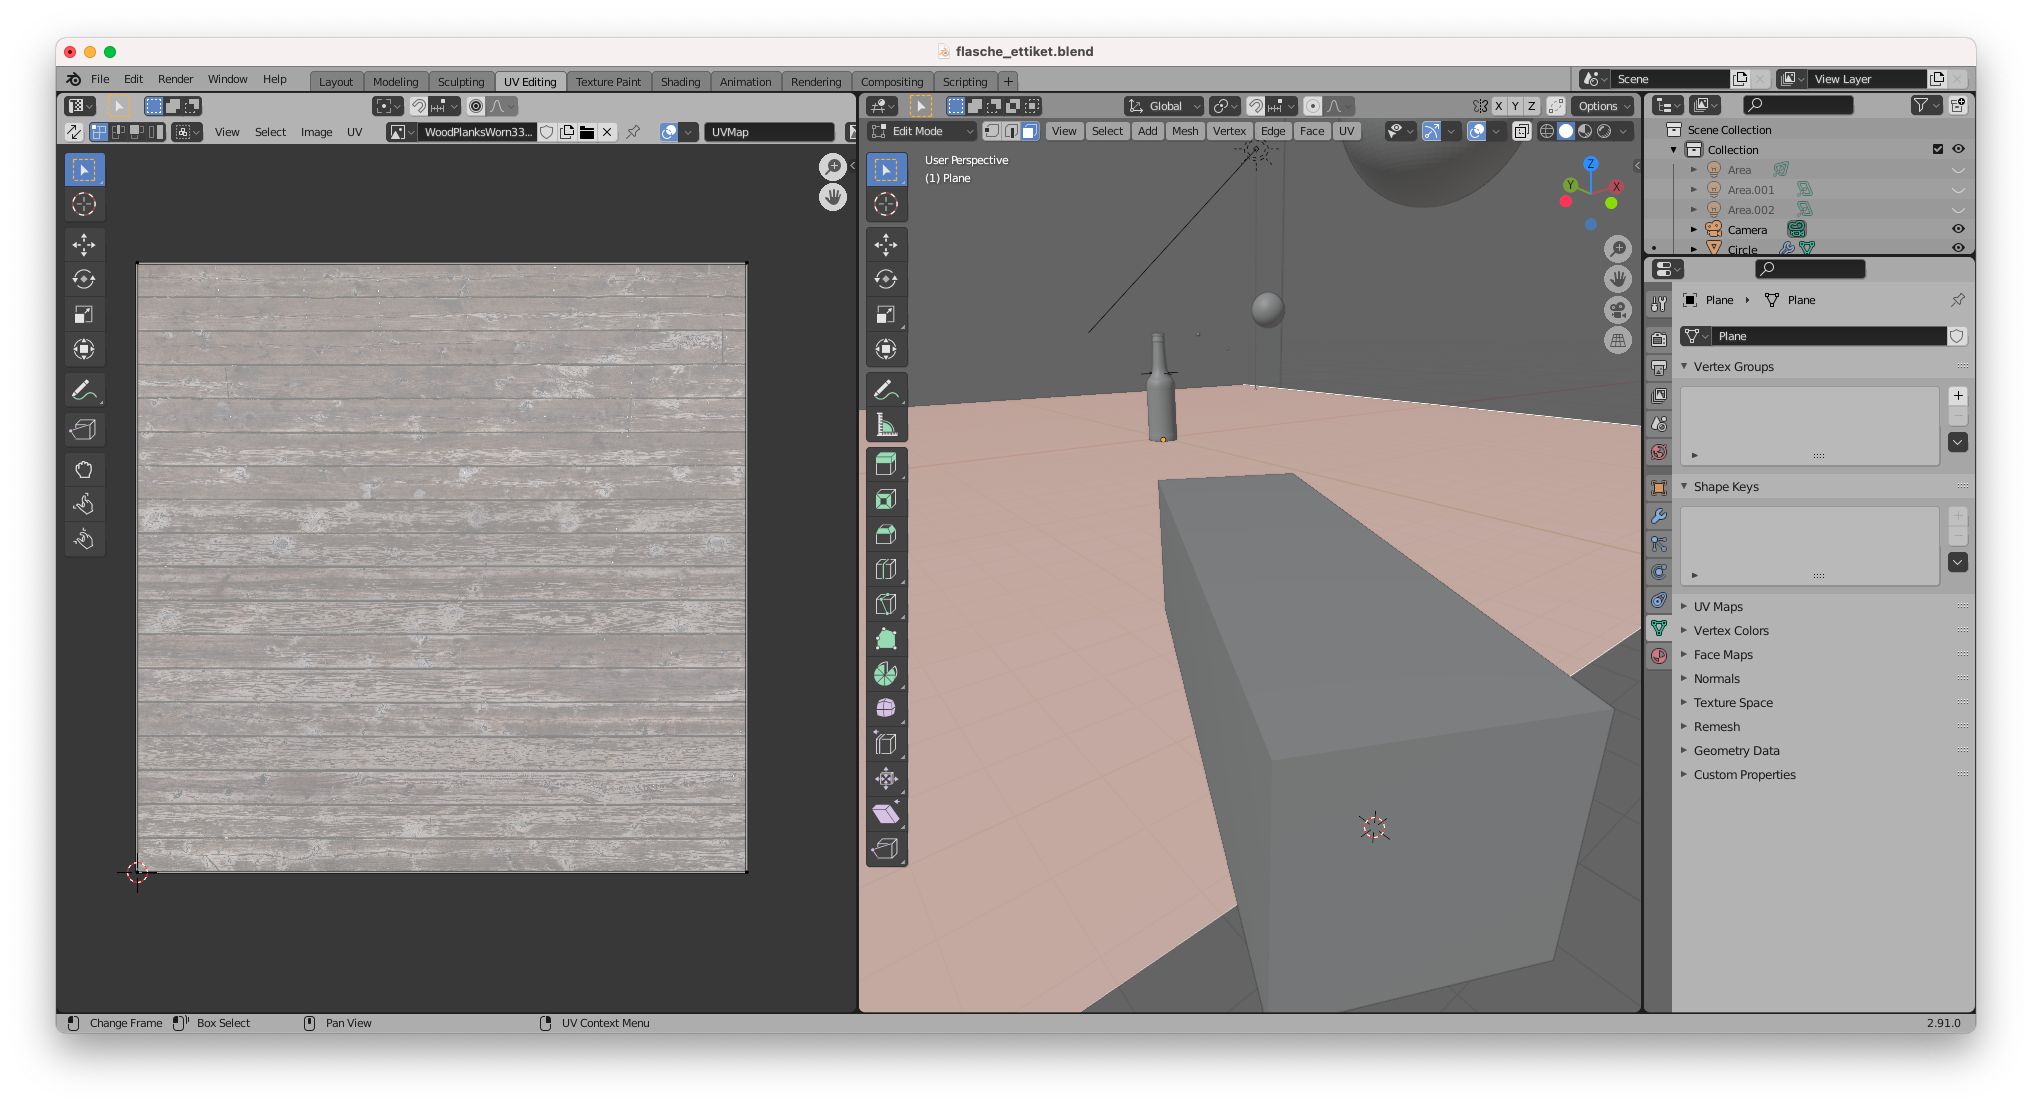 flasche_ettiket.blend
File Edit Render Window Help
Layout Modeling Sculpting UV Editing Texture Paint Shading Animation Rendering Compositing Scripting +
Scene
View Layer
View Select Image UV
WoodPlanksWorn33...
UVMap
Global
X Y Z
Options
Edit Mode
View Select Add Mesh Vertex Edge Face UV
User Perspective
(1) Plane
Z
Y
X
Scene Collection
Collection
Area
Area.001
Area.002
Camera
Circle
Plane
Plane
Plane
Vertex Groups
Shape Keys
UV Maps
Vertex Colors
Face Maps
Normals
Texture Space
Remesh
Geometry Data
Custom Properties
Change Frame
Box Select
Pan View
UV Context Menu
2.91.0